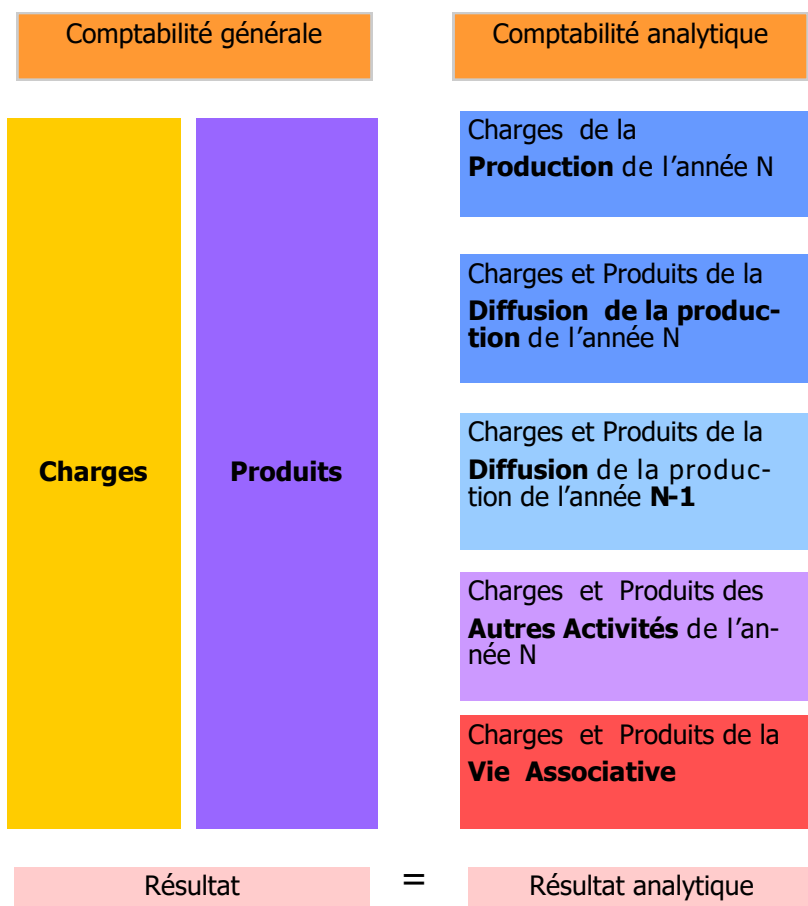 Comptabilité générale
Comptabilité analytique
Charges
Produits
Charges de la
Production de l’année N
Charges et Produits de la
Diffusion de la produc-
tion de l’année N
Charges et Produits de la
Diffusion de la produc-
tion de l’année N-1
Charges et Produits des
Autres Activités de l’an-
née N
Charges et Produits de la
Vie Associative
Résultat
=
Résultat analytique